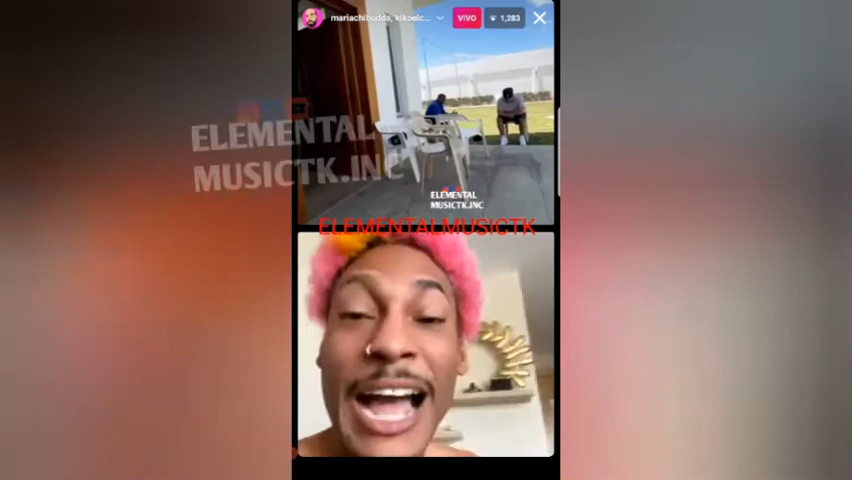 mariachibudda, kikoelc...
VIVO
1,283
ELEMENTAL
MUSICTK.INC
ELEMENTAL
MUSICTK.INC
ELEMENTALMUSICTK